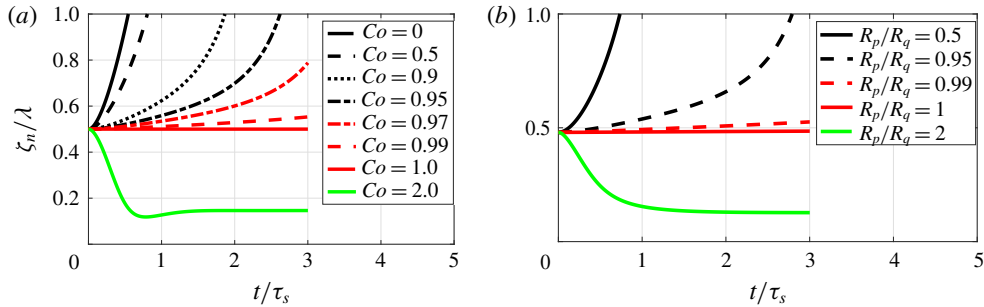 (a)
1.0
0.8
0.6
0.4
0.2
0
1
2
3
4
5
ζn/λ
t/τs
Co = 0
Co = 0.5
Co = 0.9
Co = 0.95
Co = 0.97
Co = 0.99
Co = 1.0
Co = 2.0
(b)
1.0
0.5
1.0
0
1
2
3
4
5
t/τs
Rp/Rq = 0.5
Rp/Rq = 0.95
Rp/Rq = 0.99
Rp/Rq = 1
Rp/Rq = 2